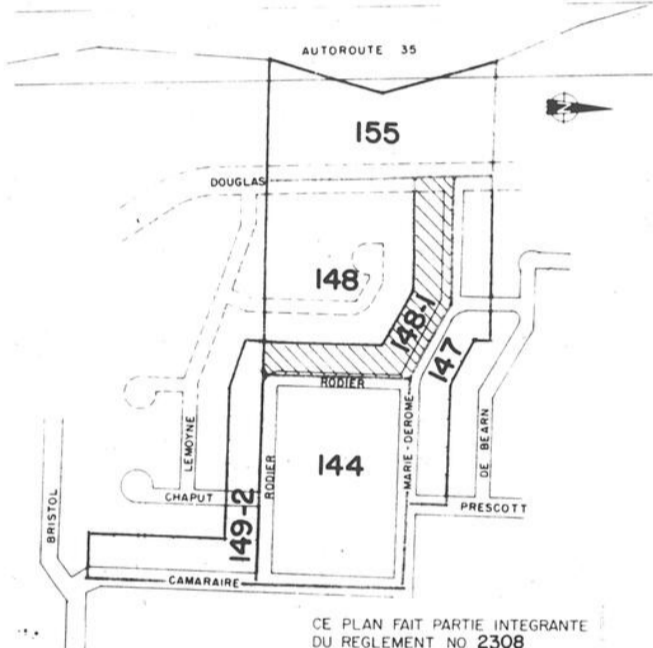 AUTOROUTE 35
N
155
DOUGLAS
148
148-1
147
RODIER
LEMOYNE
RODIER
144
MARIE-DEROME
DE BEARN
BRISTOL
CHAPUT
149-2
PRESCOTT
CAMARAIRE
CE PLAN FAIT PARTIE INTEGRANTE
DU REGLEMENT NO 2308